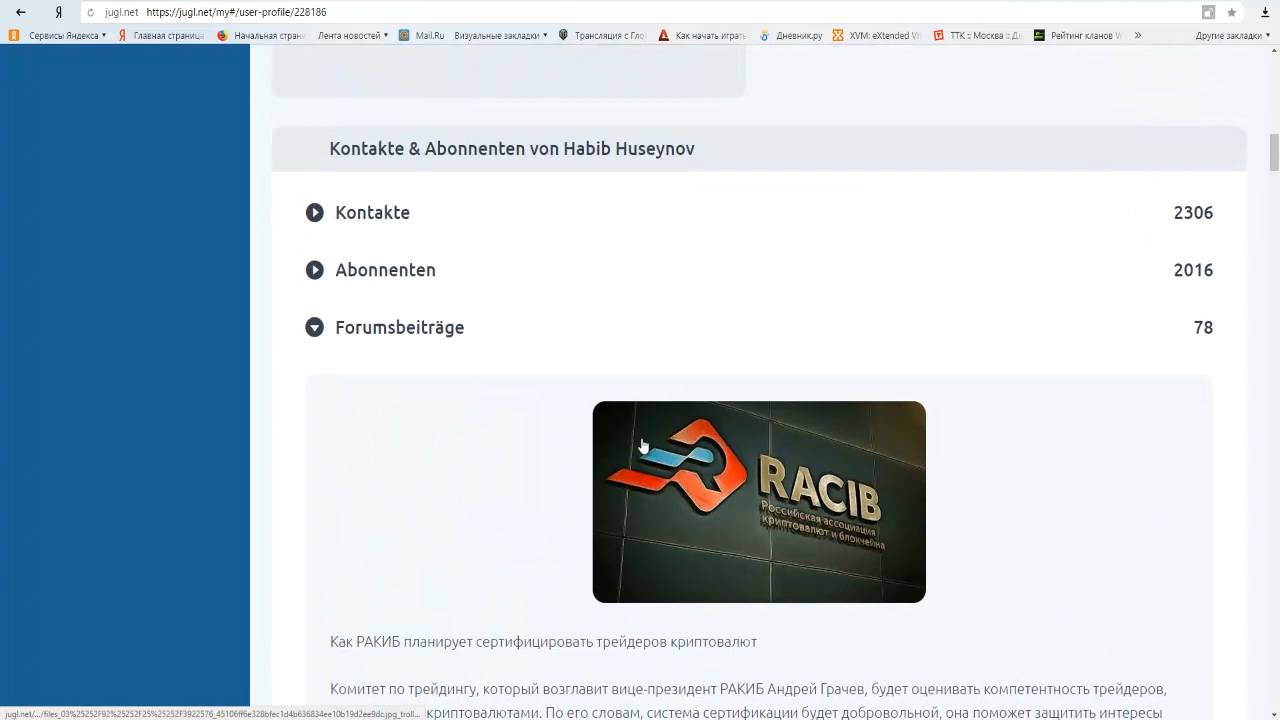 jugl.net https://jugl.net/my#/user-profile/228186
Сервисы Яндекса
Главная страница
Начальная страни
Лента новостей
Mail.Ru
Визуальные закладки
Трансляция с Гло
Как начать играть
Дневник.ру
XVM: eXtended Vi
ТТК :: Москва :: Д
Рейтинг кланов W
Другие закладки
Kontakte & Abonnenten von Habib Huseynov
Kontakte 2306
Abonnenten 2016
Forumsbeiträge 78
RACIB
Российская ассоциация
криптовалют и блокчейна
Как РАКИБ планирует сертифицировать трейдеров криптовалют
Комитет по трейдингу, который возглавит вице-президент РАКИБ Андрей Грачев, будет оценивать компетентность трейдеров,
криптовалютами. По его словам, система сертификации будет добровольной, она поможет защитить интересы